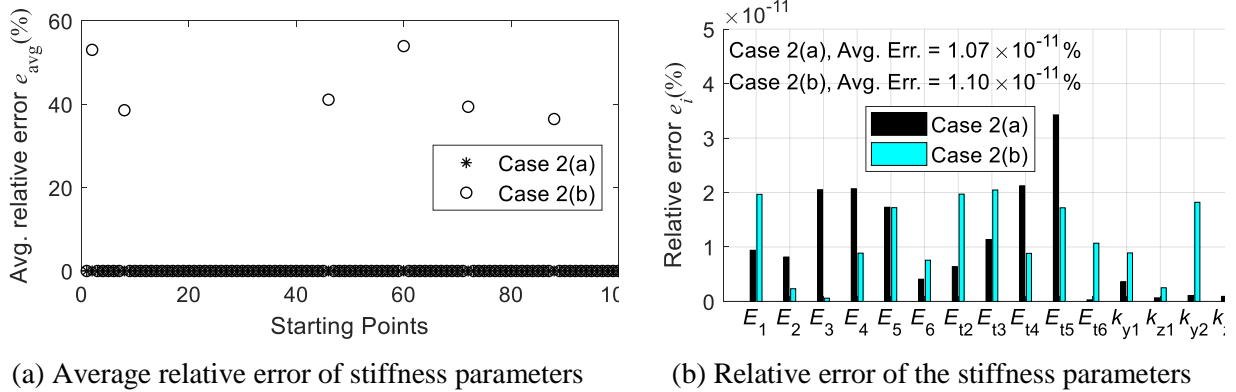 60
40
20
0
Avg. relative error e_avg(%)
Case 2(a)
Case 2(b)
0 20 40 60 80
Starting Points
(a) Average relative error of stiffness parameters
×10^-11
5
4
3
2
1
0
Relative error e_i(%)
Case 2(a), Avg. Err. = 1.07 ×10^-11%
Case 2(b), Avg. Err. = 1.10 ×10^-11%
Case 2(a)
Case 2(b)
E_1 E_2 E_3 E_4 E_5 E_6 E_t2 E_t3 E_t4 E_t5 E_t6 k_y1 k_z1 k_y2
(b) Relative error of the stiffness parameters